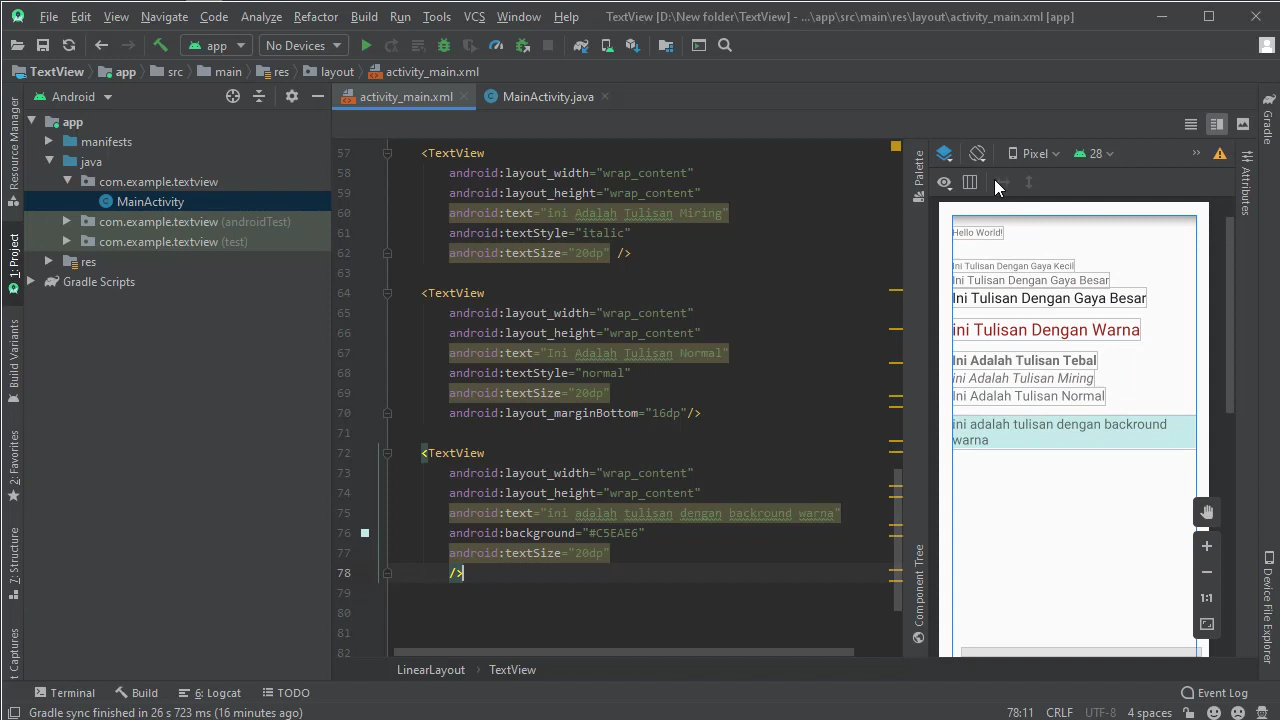 File Edit View Navigate Code Analyze Refactor Build Run Tools VCS Window Help TextView [D:\New folder\TextView] - ...\app\src\main\res\layout\activity_main.xml [app]
app No Devices
TextView app src main res layout activity_main.xml
Android
activity_main.xml MainActivity.java
app
manifests
java
com.example.textview
MainActivity
com.example.textview (androidTest)
com.example.textview (test)
res
Gradle Scripts
Resource Manager
1: Project
Build Variants
2: Favorites
7: Structure
57 <TextView
58 android:layout_width="wrap_content"
59 android:layout_height="wrap_content"
60 android:text="ini Adalah Tulisan Miring"
61 android:textStyle="italic"
62 android:textSize="20dp" />
63
64 <TextView
65 android:layout_width="wrap_content"
66 android:layout_height="wrap_content"
67 android:text="Ini Adalah Tulisan Normal"
68 android:textStyle="normal"
69 android:textSize="20dp"
70 android:layout_marginBottom="16dp"/>
71
72 <TextView
73 android:layout_width="wrap_content"
74 android:layout_height="wrap_content"
75 android:text="ini adalah tulisan dengan backround warna"
76 android:background="#C5EAE6"
77 android:textSize="20dp"
78 />
79
80
81
82
LinearLayout TextView
Palette
Component Tree
Pixel 28
Hello World!
Ini Tulisan Dengan Gaya Kecil
Ini Tulisan Dengan Gaya Besar
Ini Tulisan Dengan Gaya Besar
ini Tulisan Dengan Warna
Ini Adalah Tulisan Tebal
ini Adalah Tulisan Miring
Ini Adalah Tulisan Normal
ini adalah tulisan dengan backround
warna
1:1
Gradle
Attributes
Device File Explorer
Terminal Build 6: Logcat TODO Event Log
Gradle sync finished in 26 s 723 ms (16 minutes ago) 78:11 CRLF UTF-8 4 spaces